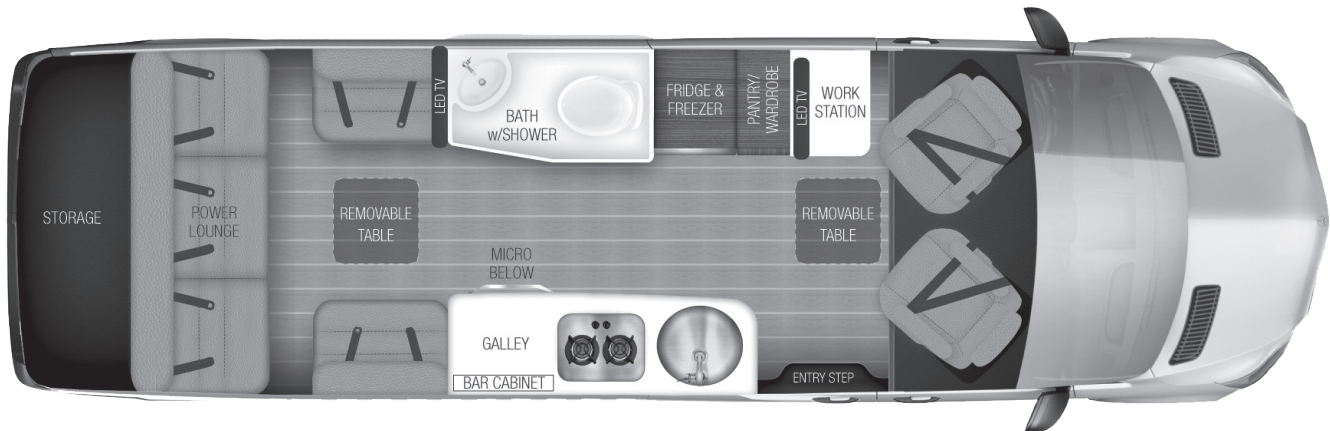 STORAGE
POWER
LOUNGE
REMOVABLE
TABLE
LED TV
BATH
w/SHOWER
FRIDGE &
FREEZER
PANTRY/
WARDROBE
LED TV
WORK
STATION
REMOVABLE
TABLE
MICRO
BELOW
GALLEY
BAR CABINET
ENTRY STEP